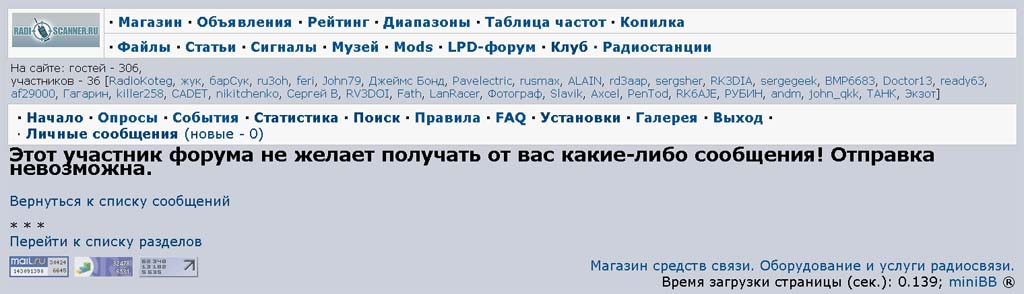 RADIOSCANNER.RU
· Магазин · Объявления · Рейтинг · Диапазоны · Таблица частот · Копилка
· Файлы · Статьи · Сигналы · Музей · Mods · LPD-форум · Клуб · Радиостанции
На сайте: гостей - 306,
участников - 36 [RadioKoteg, жук, барСук, ru3oh, feri, John79, Джеймс Бонд, Pavelectric, rusmax, ALAIN, rd3aap, sergsher, RK3DIA, sergegeek, BMP6683, Doctor13, ready63,
af29000, Гагарин, killer258, CADET, nikitchenko, Сергей В, RV3DOI, Fath, LanRacer, Фотограф, Slavik, Axcel, PenTod, RK6AJE, РУБИН, andm, john_qkk, ТАНК, Экзот]
· Начало · Опросы · События · Статистика · Поиск · Правила · FAQ · Установки · Галерея · Выход ·
· Личные сообщения (новые - 0)
Этот участник форума не желает получать от вас какие-либо сообщения! Отправка
невозможна.
Вернуться к списку сообщений
* * *
Перейти к списку разделов
mail.ru
Магазин средств связи. Оборудование и услуги радиосвязи.
Время загрузки страницы (сек.): 0.139; miniBB ®